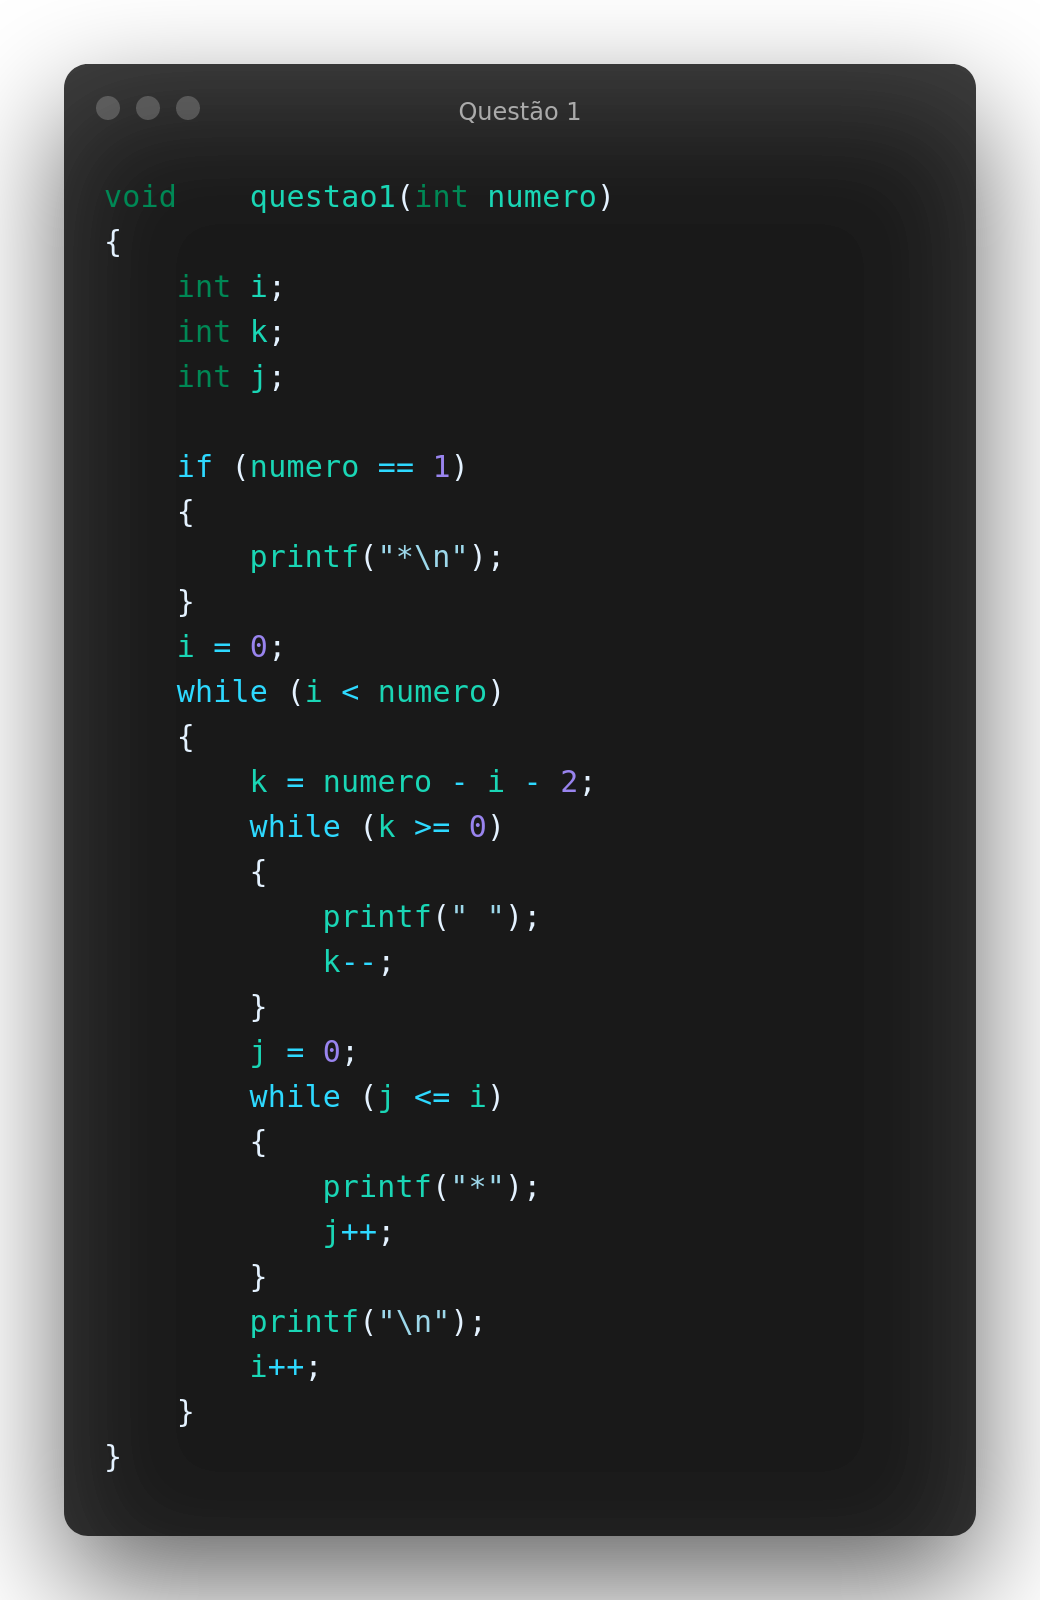 Questão 1
void    questao1(int numero)
{
    int i;
    int k;
    int j;

    if (numero == 1)
    {
        printf("*\n");
    }
    i = 0;
    while (i < numero)
    {
        k = numero - i - 2;
        while (k >= 0)
        {
            printf(" ");
            k--;
        }
        j = 0;
        while (j <= i)
        {
            printf("*");
            j++;
        }
        printf("\n");
        i++;
    }
}